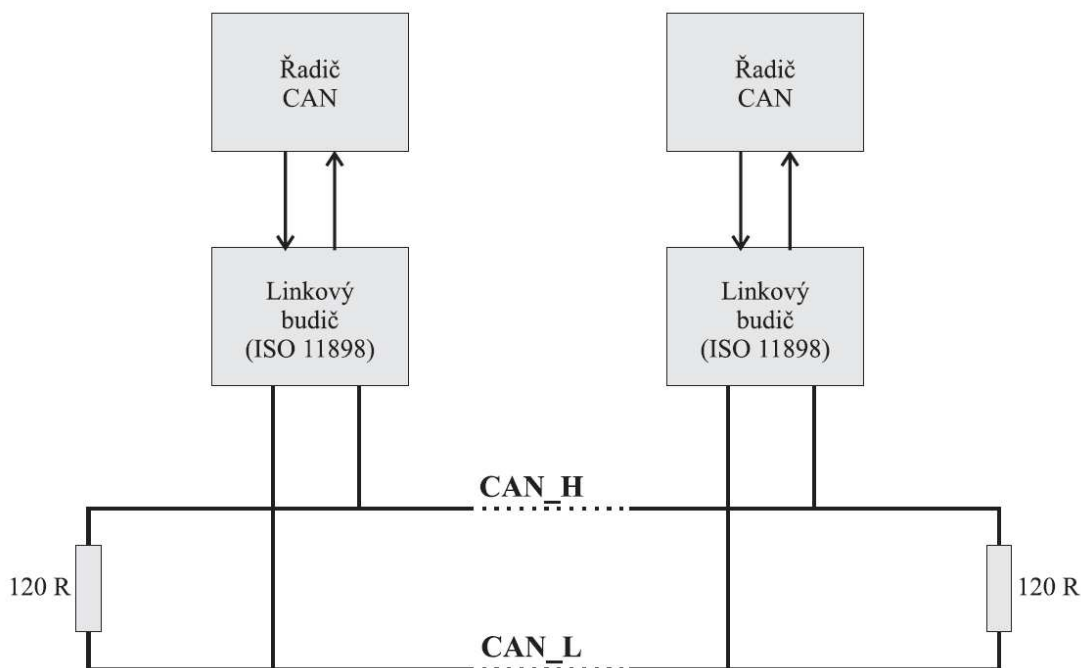 Řadič
CAN
Řadič
CAN
Linkový
budič
(ISO 11898)
Linkový
budič
(ISO 11898)
CAN_H
120 R
120 R
CAN_L